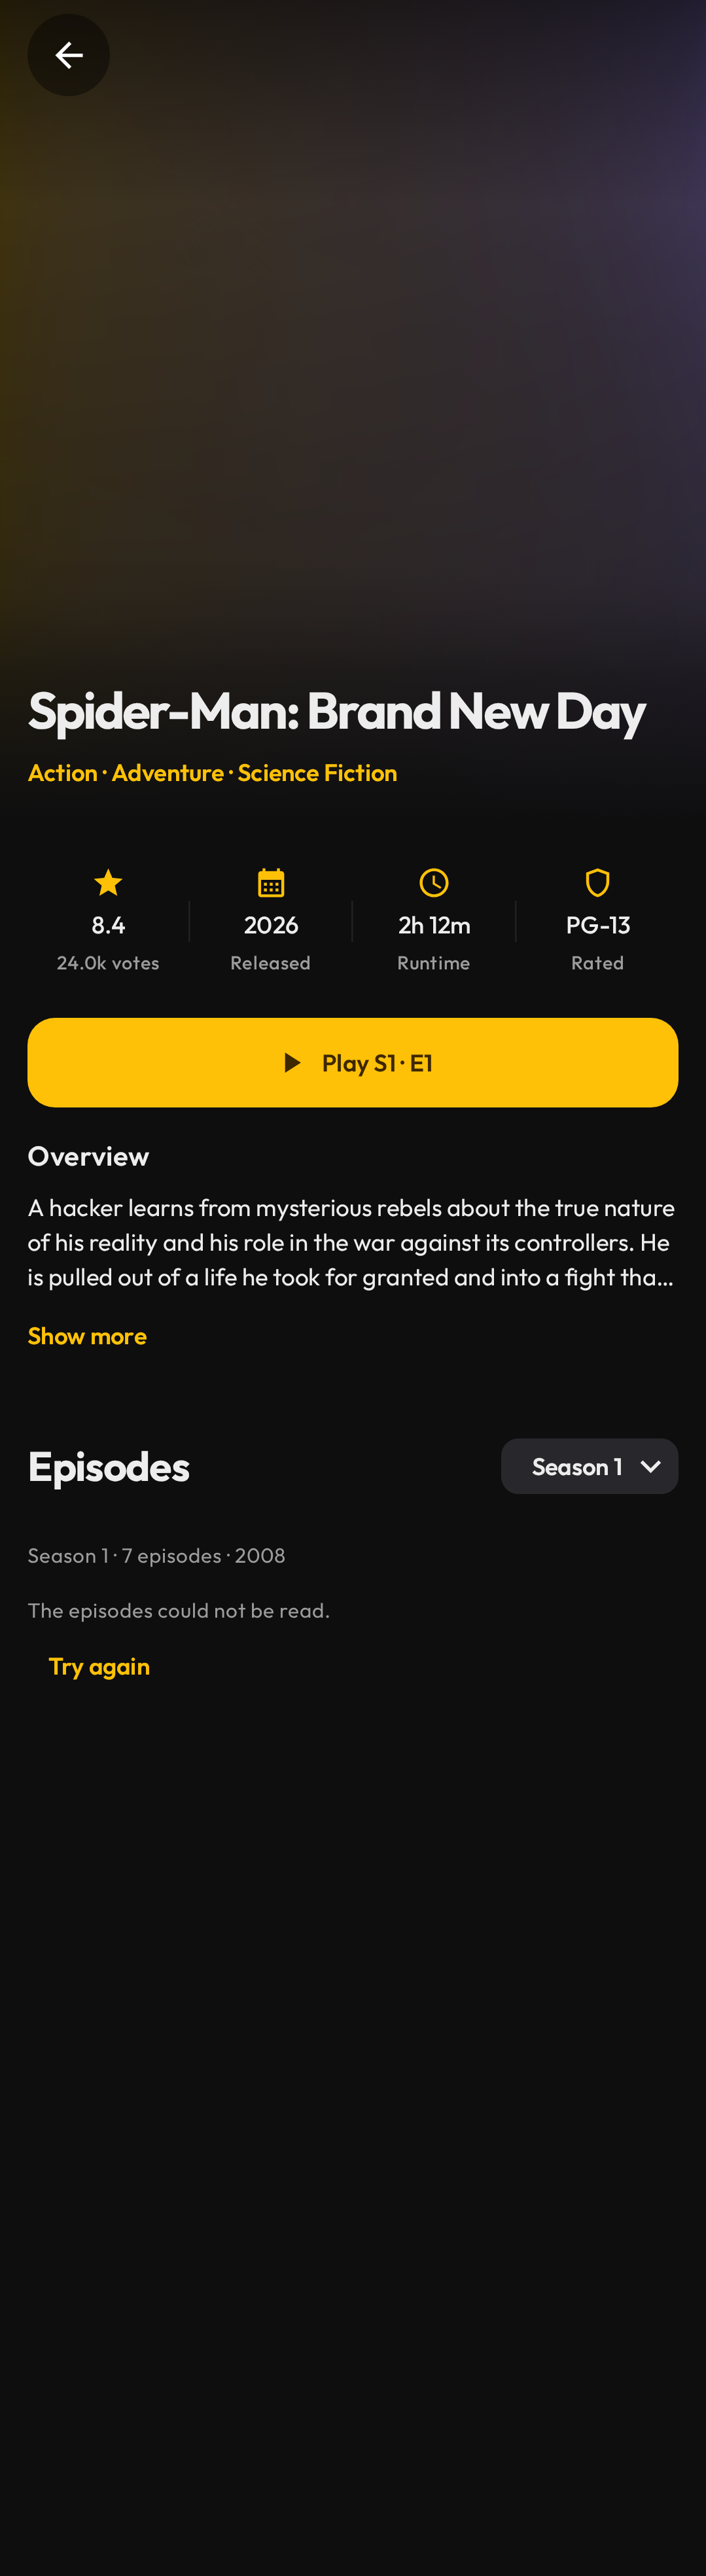 Spider-Man: Brand New Day
Action · Adventure · Science Fiction
8.4
24.0k votes
2026
Released
2h 12m
Runtime
PG-13
Rated
Play S1 · E1
Overview
A hacker learns from mysterious rebels about the true nature
of his reality and his role in the war against its controllers. He
is pulled out of a life he took for granted and into a fight tha...
Show more
Episodes
Season 1
Season 1 · 7 episodes · 2008
The episodes could not be read.
Try again